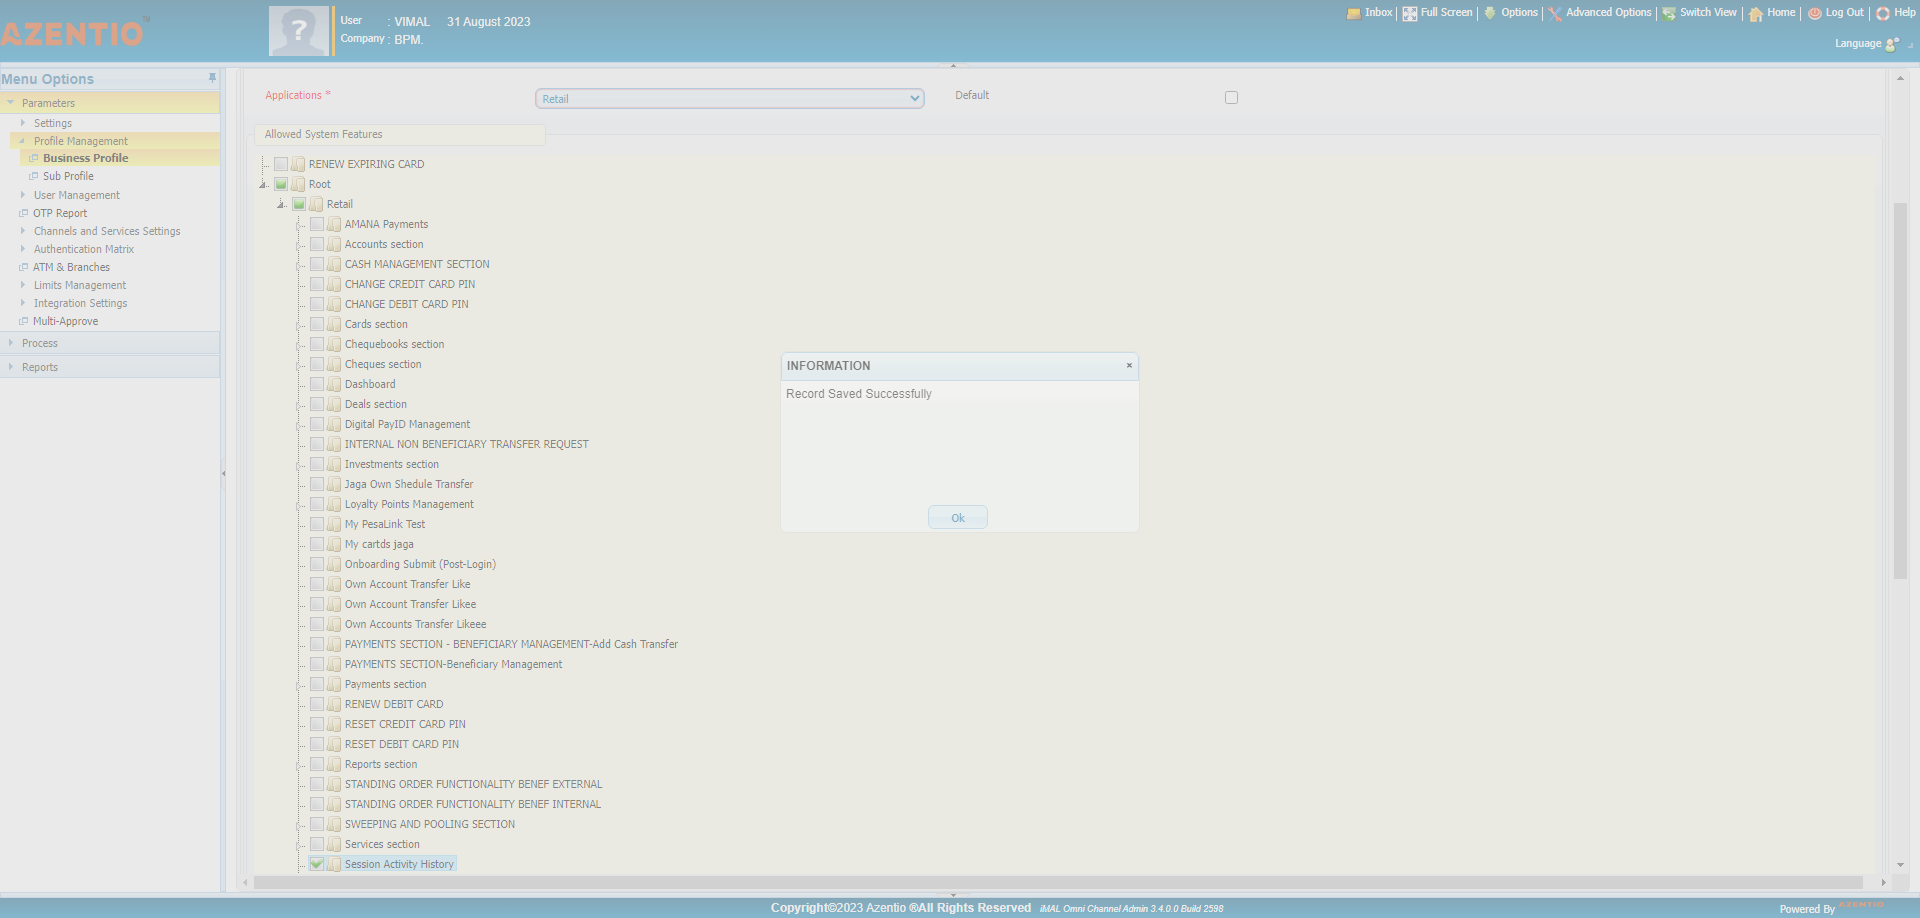 AZENTIO
User : VIMAL 31 August 2023
Company : BPM.
Inbox Full Screen Options Advanced Options Switch View Home Log Out Help
Language
Menu Options
Parameters
Settings
Profile Management
Business Profile
Sub Profile
User Management
OTP Report
Channels and Services Settings
Authentication Matrix
ATM & Branches
Limits Management
Integration Settings
Multi-Approve
Process
Reports
Applications * Retail Default
Allowed System Features
RENEW EXPIRING CARD
Root
Retail
AMANA Payments
Accounts section
CASH MANAGEMENT SECTION
CHANGE CREDIT CARD PIN
CHANGE DEBIT CARD PIN
Cards section
Chequebooks section
Cheques section
Dashboard
Deals section
Digital PayID Management
INTERNAL NON BENEFICIARY TRANSFER REQUEST
Investments section
Jaga Own Shedule Transfer
Loyalty Points Management
My PesaLink Test
My cartds jaga
Onboarding Submit (Post-Login)
Own Account Transfer Like
Own Account Transfer Likee
Own Accounts Transfer Likeee
PAYMENTS SECTION - BENEFICIARY MANAGEMENT-Add Cash Transfer
PAYMENTS SECTION-Beneficiary Management
Payments section
RENEW DEBIT CARD
RESET CREDIT CARD PIN
RESET DEBIT CARD PIN
Reports section
STANDING ORDER FUNCTIONALITY BENEF EXTERNAL
STANDING ORDER FUNCTIONALITY BENEF INTERNAL
SWEEPING AND POOLING SECTION
Services section
Session Activity History
INFORMATION
Record Saved Successfully
Ok
Copyright©2023 Azentio ®All Rights Reserved iMAL Omni Channel Admin 3.4.0.0 Build 2598
Powered By AZENTIO